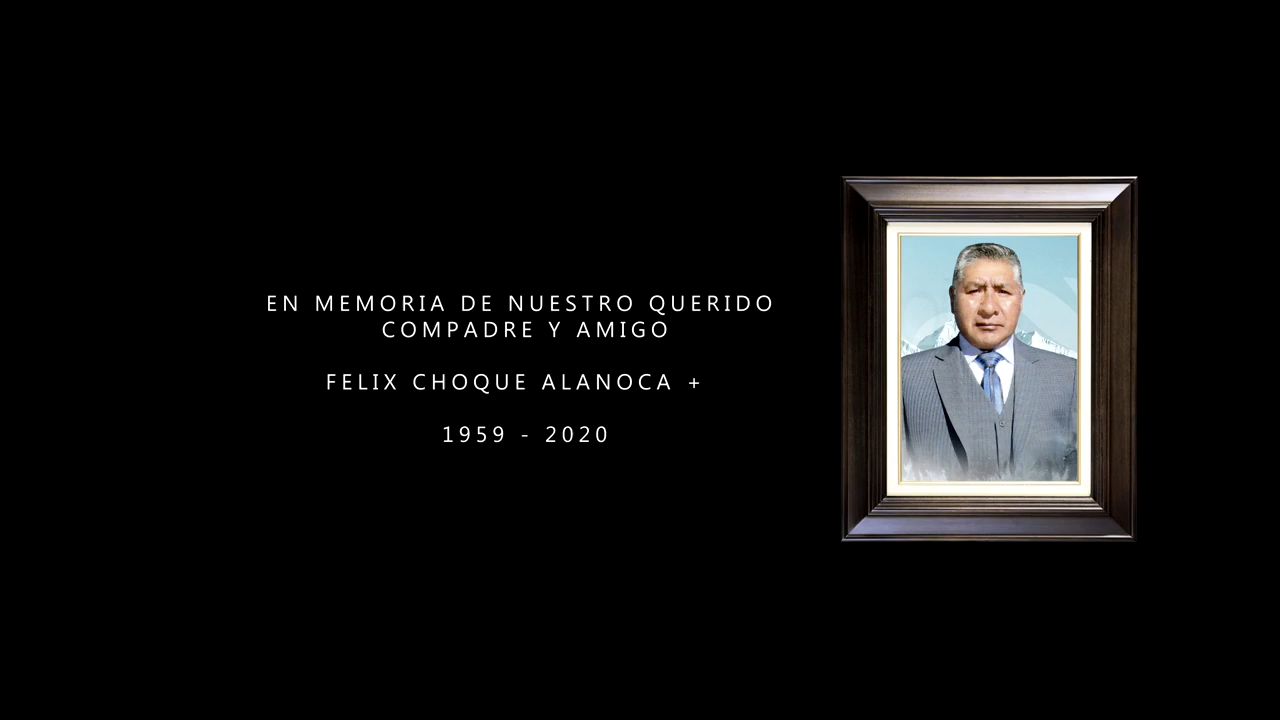 EN MEMORIA DE NUESTRO QUERIDO
COMPADRE Y AMIGO
FELIX CHOQUE ALANOCA +
1959 - 2020